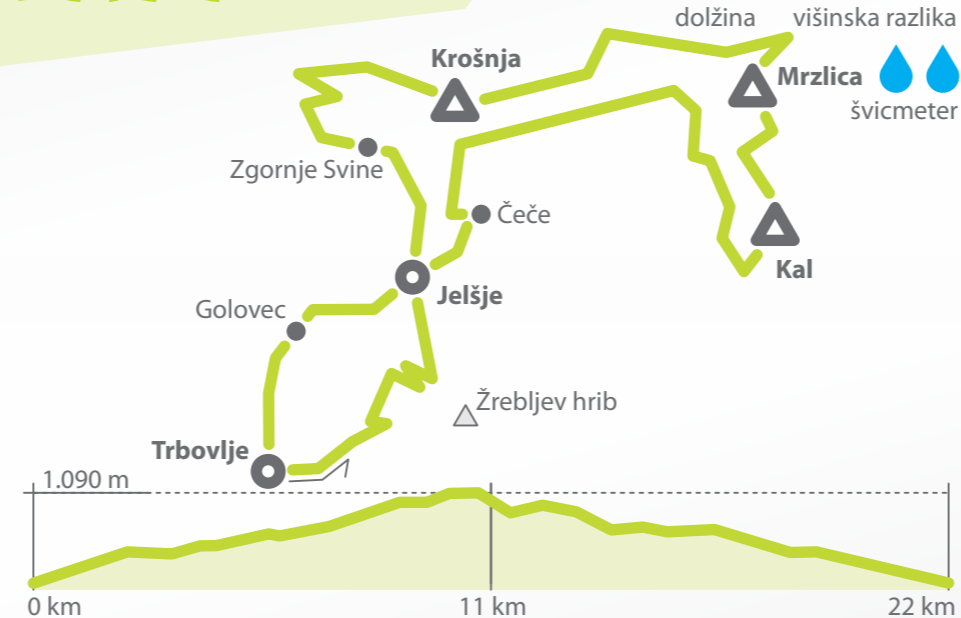 dolžina
višinska razlika
Krošnja
Mrzlica
švicmeter
Zgornje Svine
Čeče
Kal
Jelšje
Golovec
Žrebljev hrib
Trbovlje
1.090 m
0 km
11 km
22 km